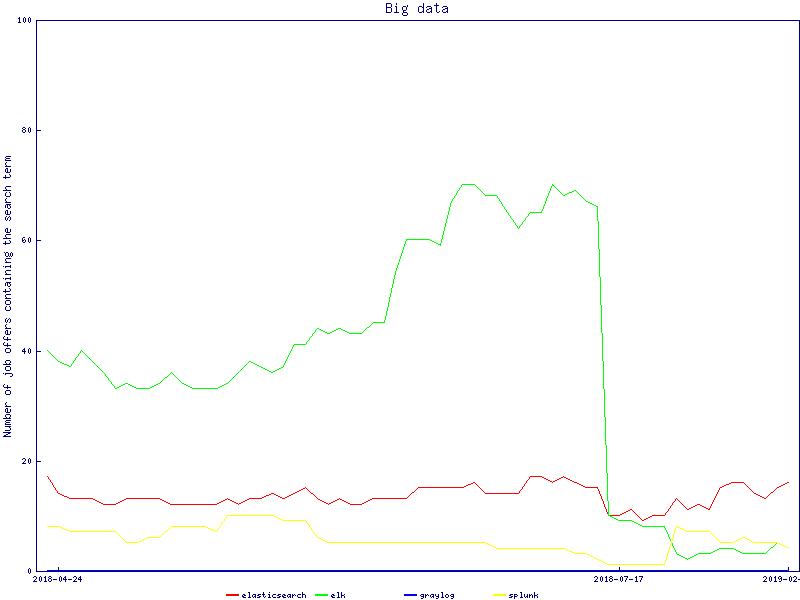 Big data
100
80
60
40
20
0
Number of job offers containing the search term
2018-04-24
2018-07-17
2019-02-
elasticsearch
elk
graylog
splunk